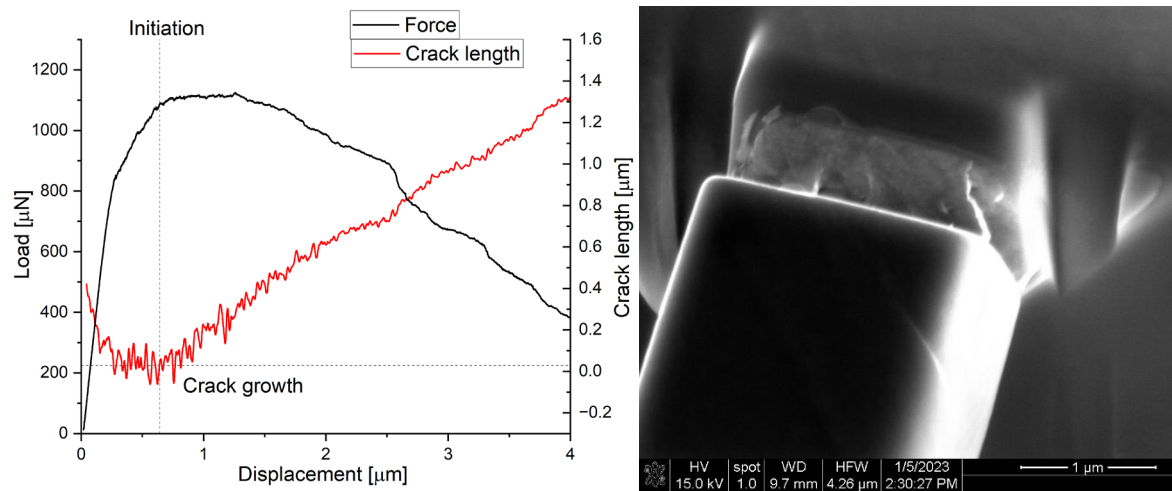 Initiation
Force
Crack length
1200
1000
800
600
400
200
0
Load [μN]
1.6
1.4
1.2
1.0
0.8
0.6
0.4
0.2
0.0
−0.2
Crack length [μm]
Crack growth
0 1 2 3 4
Displacement [μm]
HV spot WD HFW 1/5/2023 1 μm
15.0 kV 1.0 9.7 mm 4.26 μm 2:30:27 PM